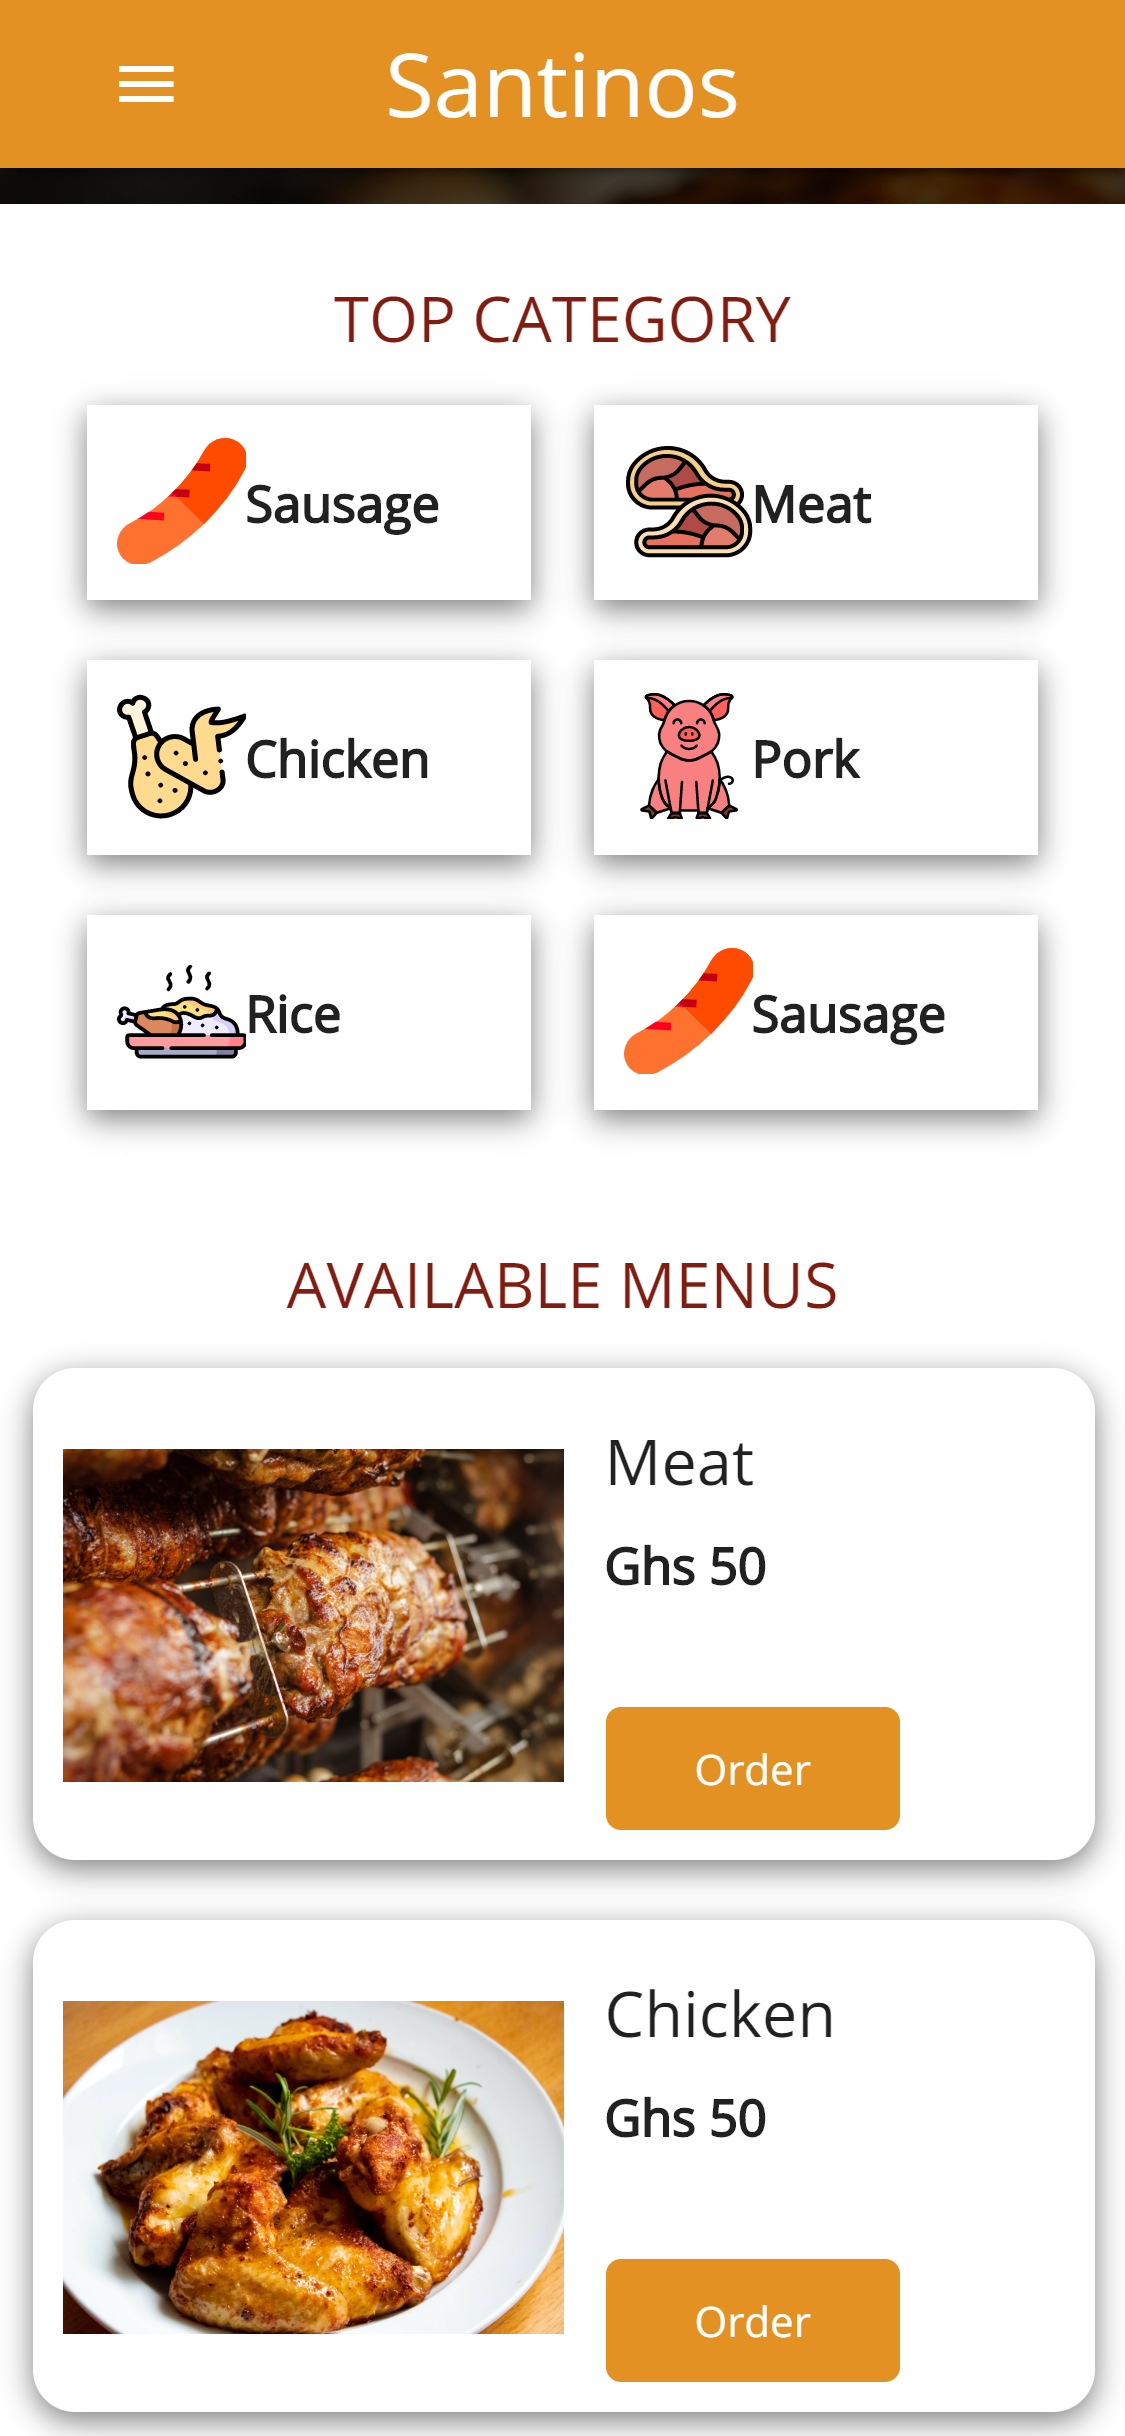 Santinos
TOP CATEGORY
Sausage
Meat
Chicken
Pork
Rice
Sausage
AVAILABLE MENUS
Meat
Ghs 50
Order
Chicken
Ghs 50
Order